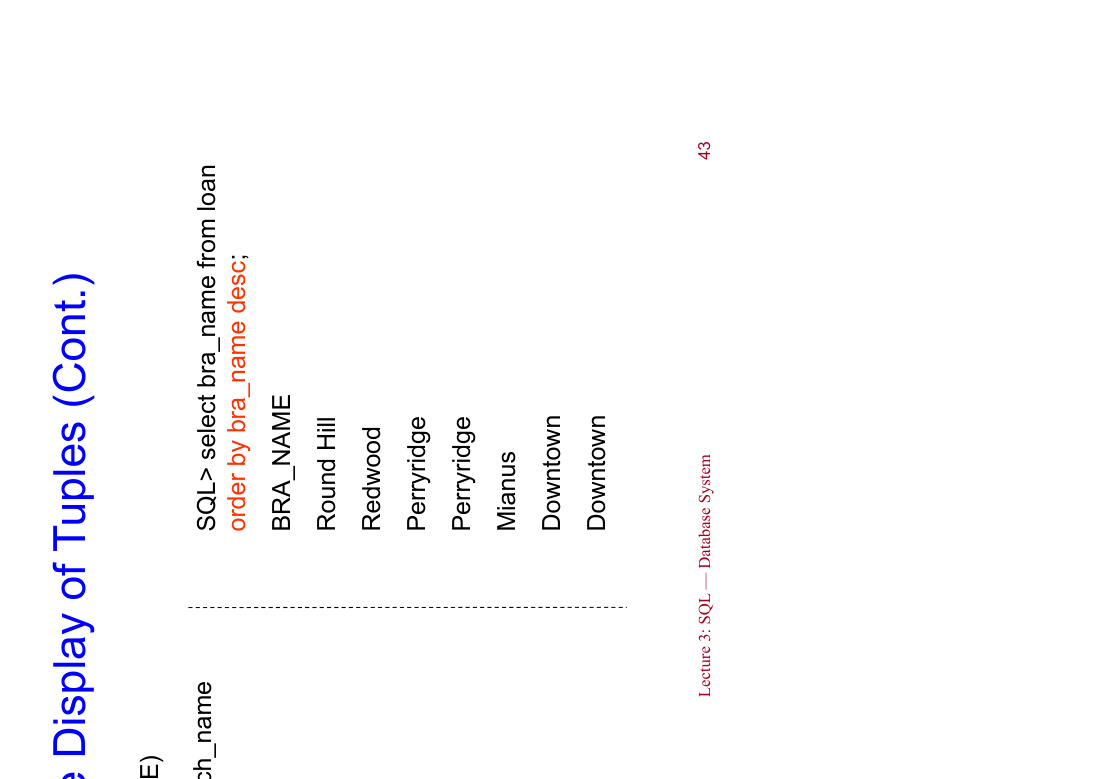 e Display of Tuples (Cont.)
E)
ch_name
SQL> select bra_name from loan
order by bra_name desc;
BRA_NAME
Round Hill
Redwood
Perryridge
Perryridge
Mianus
Downtown
Downtown
Lecture 3: SQL — Database System
43